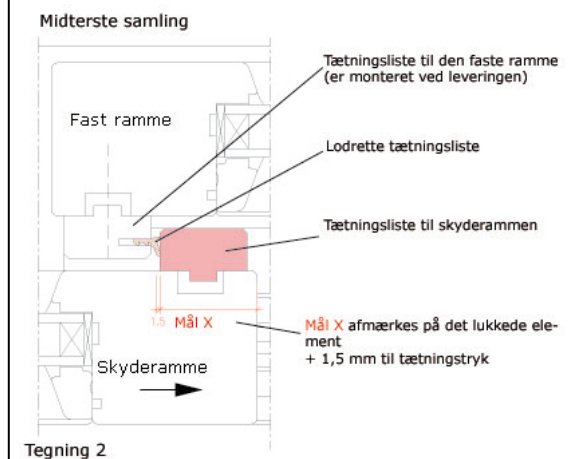 Midterste samling
Tætningsliste til den faste ramme
(er monteret ved leveringen)
Fast ramme
Lodrette tætningsliste
Tætningsliste til skyderammen
1.5 Mål X
Mål X afmærkes på det lukkede ele-
ment
+ 1,5 mm til tætningstryk
Skyderamme
Tegning 2